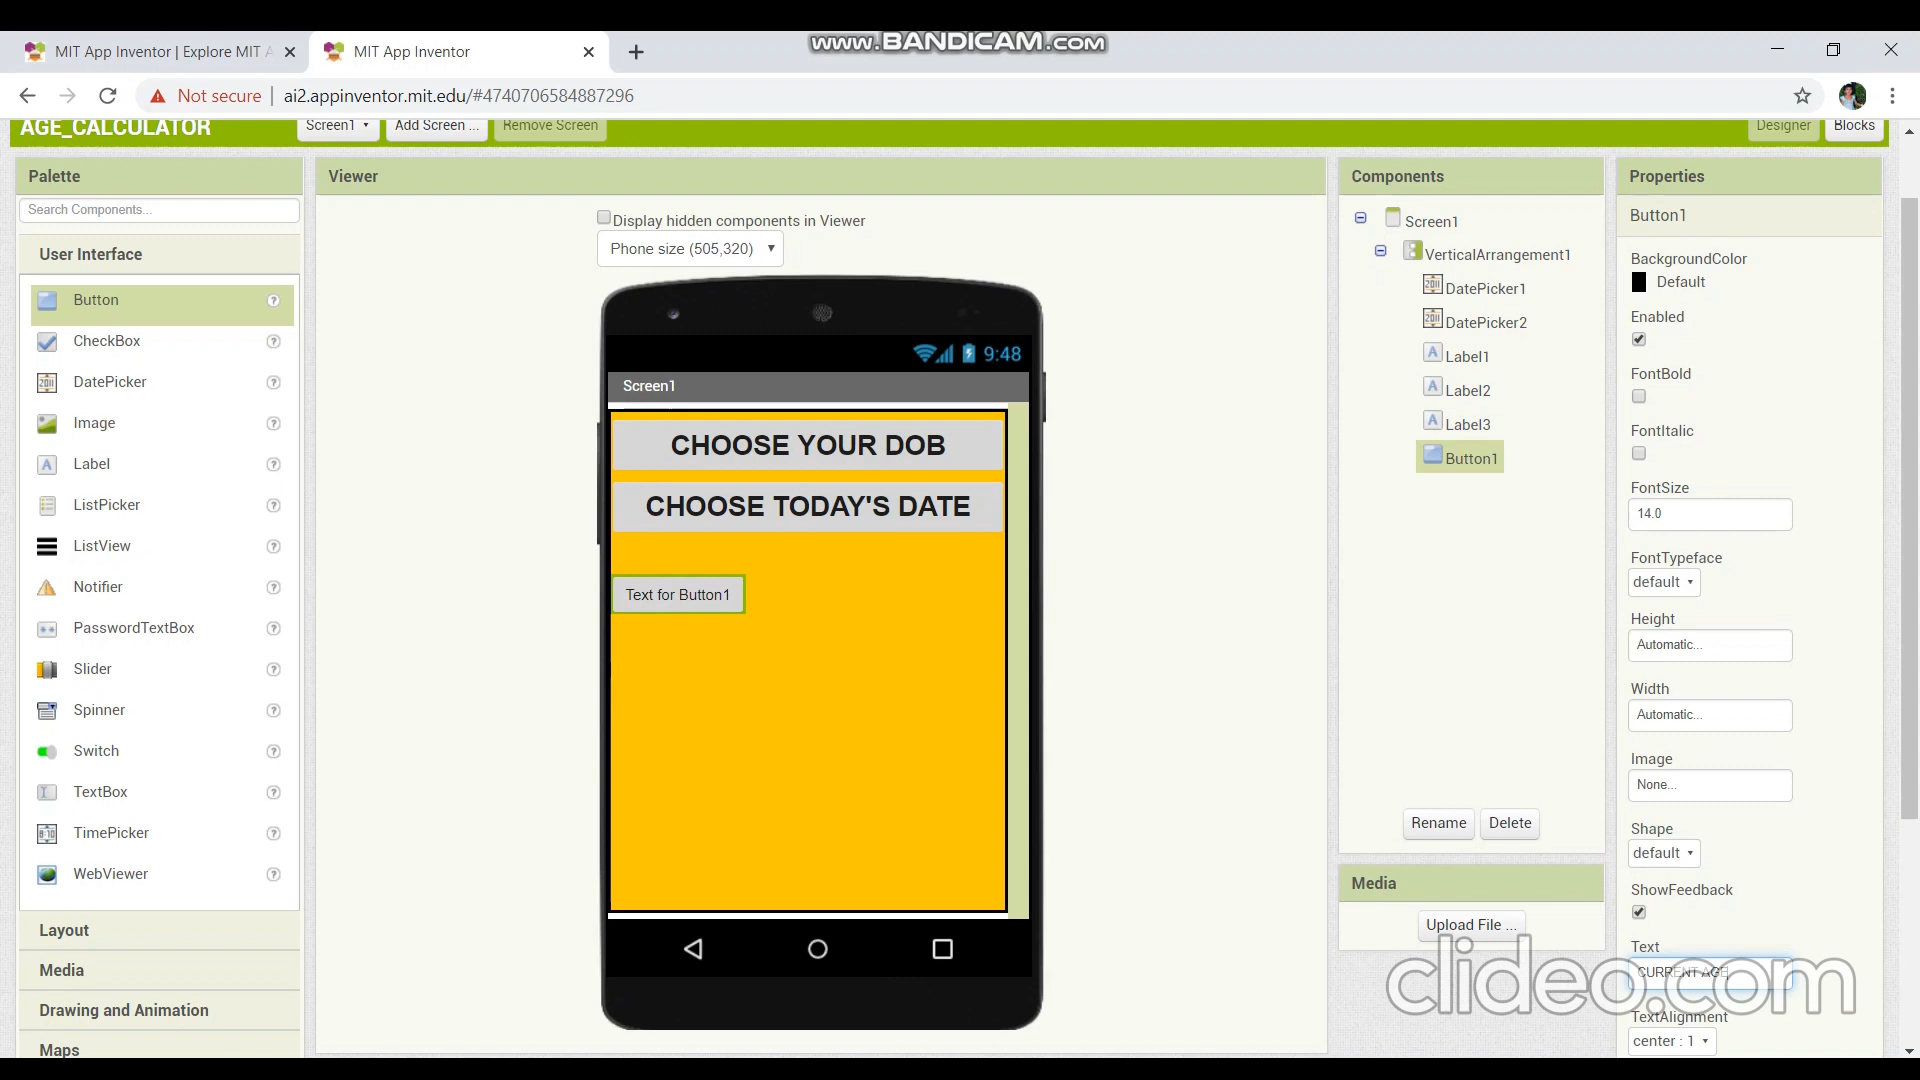 MIT App Inventor | Explore MIT A
MIT App Inventor
www.BANDICAM.com
Not secure
ai2.appinventor.mit.edu/#4740706584887296
AGE_CALCULATOR
Screen1
Add Screen ...
Remove Screen
Designer
Blocks
Palette
Search Components...
User Interface
Button
?
CheckBox
?
DatePicker
?
Image
?
Label
?
ListPicker
?
ListView
?
Notifier
?
PasswordTextBox
?
Slider
?
Spinner
?
Switch
?
TextBox
?
TimePicker
?
WebViewer
?
Layout
Media
Drawing and Animation
Maps
Viewer
Display hidden components in Viewer
Phone size (505,320)
9:48
Screen1
CHOOSE YOUR DOB
CHOOSE TODAY'S DATE
Text for Button1
Components
Screen1
VerticalArrangement1
DatePicker1
DatePicker2
Label1
Label2
Label3
Button1
Rename
Delete
Media
Upload File ...
Properties
Button1
BackgroundColor
Default
Enabled
FontBold
FontItalic
FontSize
14.0
FontTypeface
default
Height
Automatic...
Width
Automatic...
Image
None...
Shape
default
ShowFeedback
Text
CURRENT AGE
TextAlignment
center : 1
clideo.com